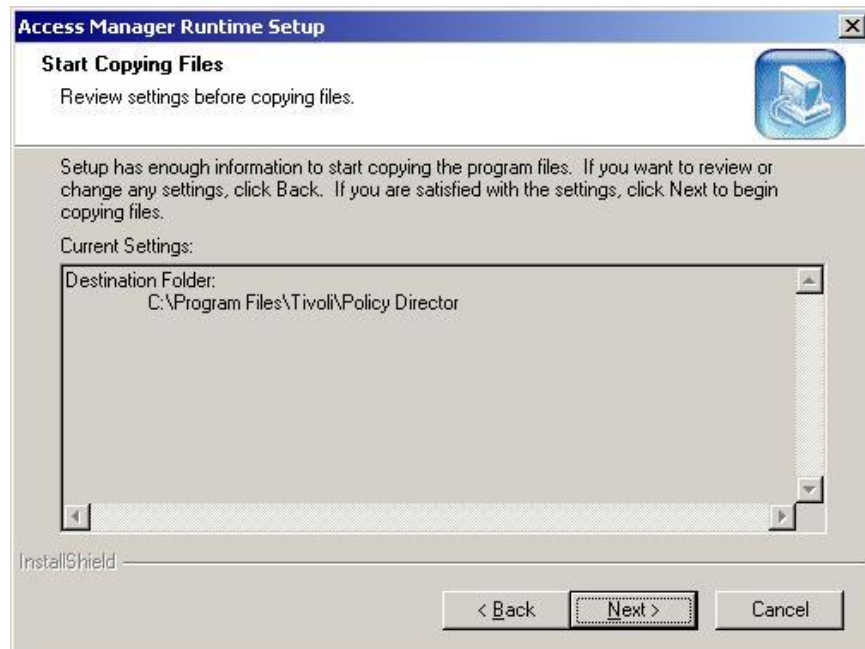 Access Manager Runtime Setup
Start Copying Files
Review settings before copying files.
Setup has enough information to start copying the program files.  If you want to review or
change any settings, click Back.  If you are satisfied with the settings, click Next to begin
copying files.
Current Settings:
Destination Folder:
C:\Program Files\Tivoli\Policy Director
InstallShield
< Back
Next >
Cancel